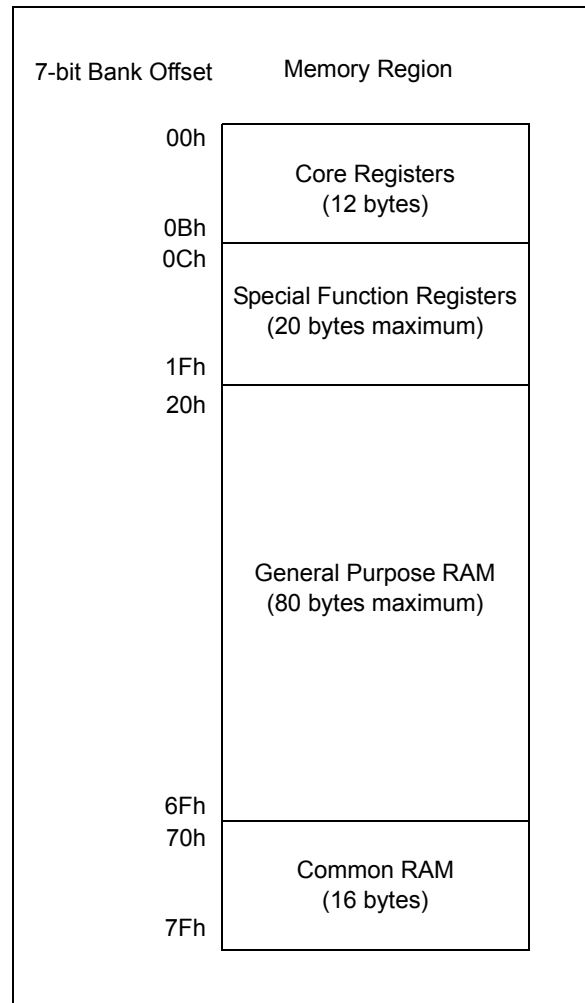 7-bit Bank Offset Memory Region
00h
Core Registers
(12 bytes)
0Bh
0Ch
Special Function Registers
(20 bytes maximum)
1Fh
20h
General Purpose RAM
(80 bytes maximum)
6Fh
70h
Common RAM
(16 bytes)
7Fh